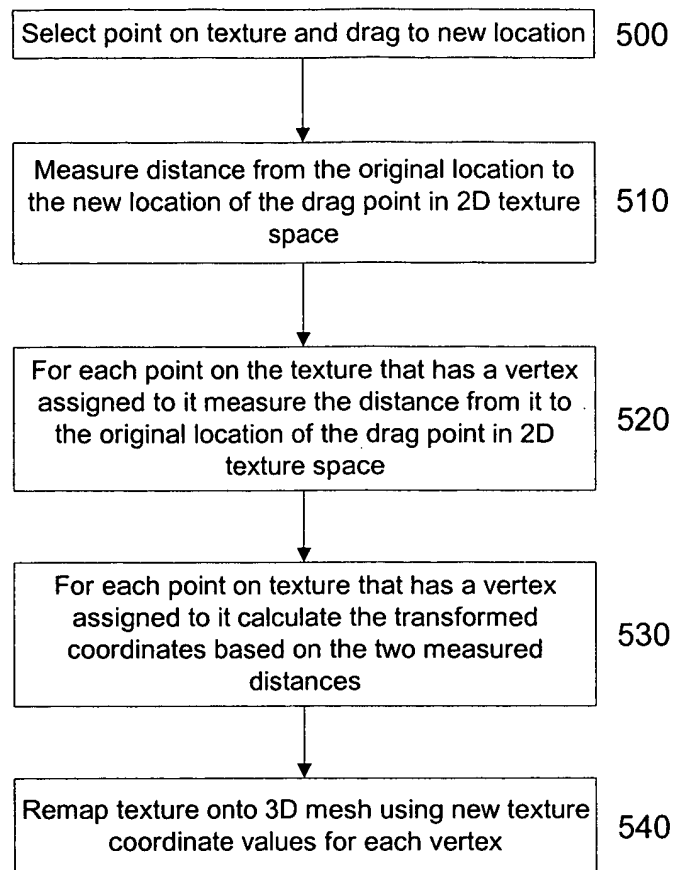 Select point on texture and drag to new location 500
Measure distance from the original location to
the new location of the drag point in 2D texture
space
510
For each point on the texture that has a vertex
assigned to it measure the distance from it to
the original location of the drag point in 2D
texture space
520
For each point on texture that has a vertex
assigned to it calculate the transformed
coordinates based on the two measured
distances
530
Remap texture onto 3D mesh using new texture
coordinate values for each vertex
540